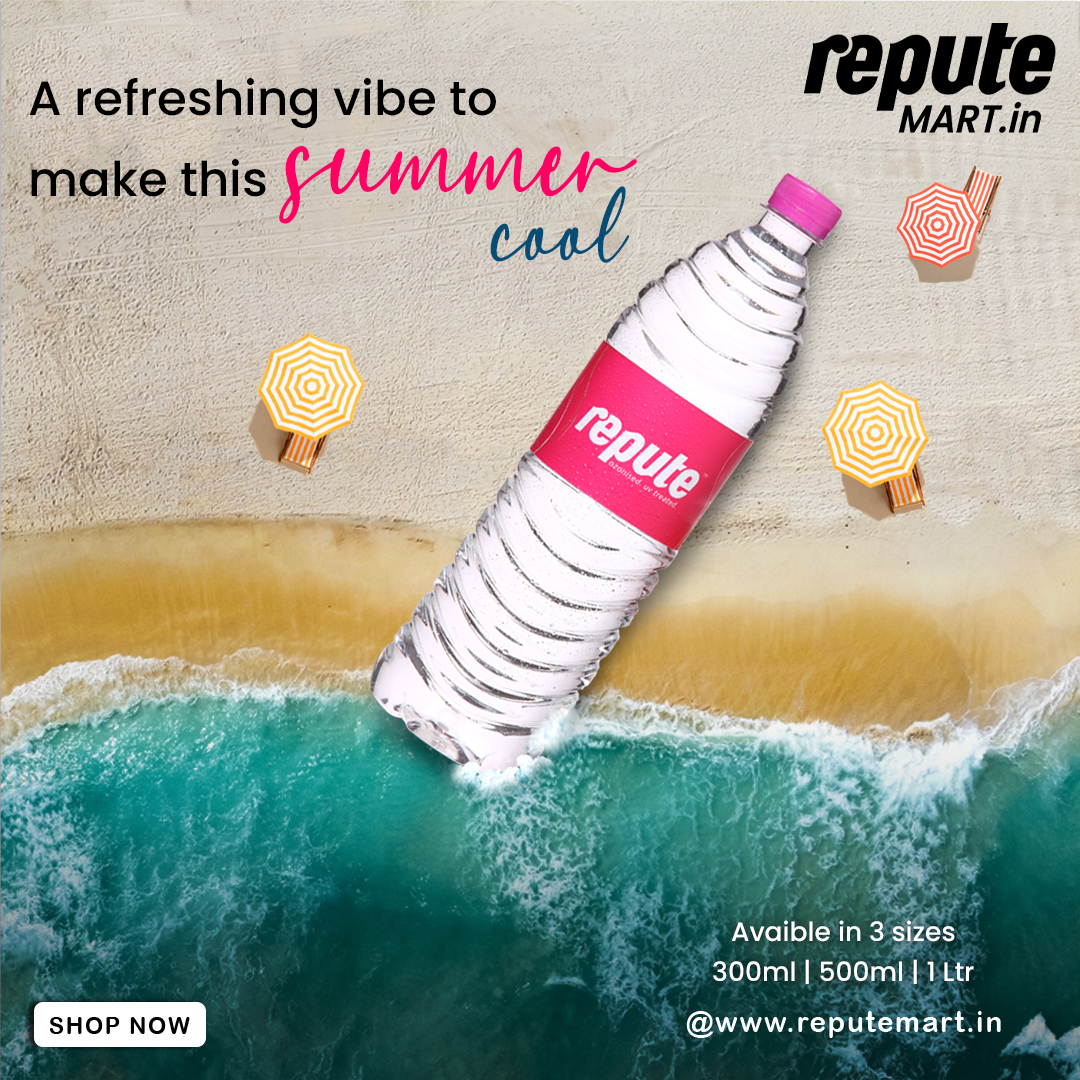 repute
MART.in
A refreshing vibe to
make this summer
cool
repute
ozonised. uv treated.
Avaible in 3 sizes
300ml | 500ml | 1 Ltr
SHOP NOW
@www.reputemart.in